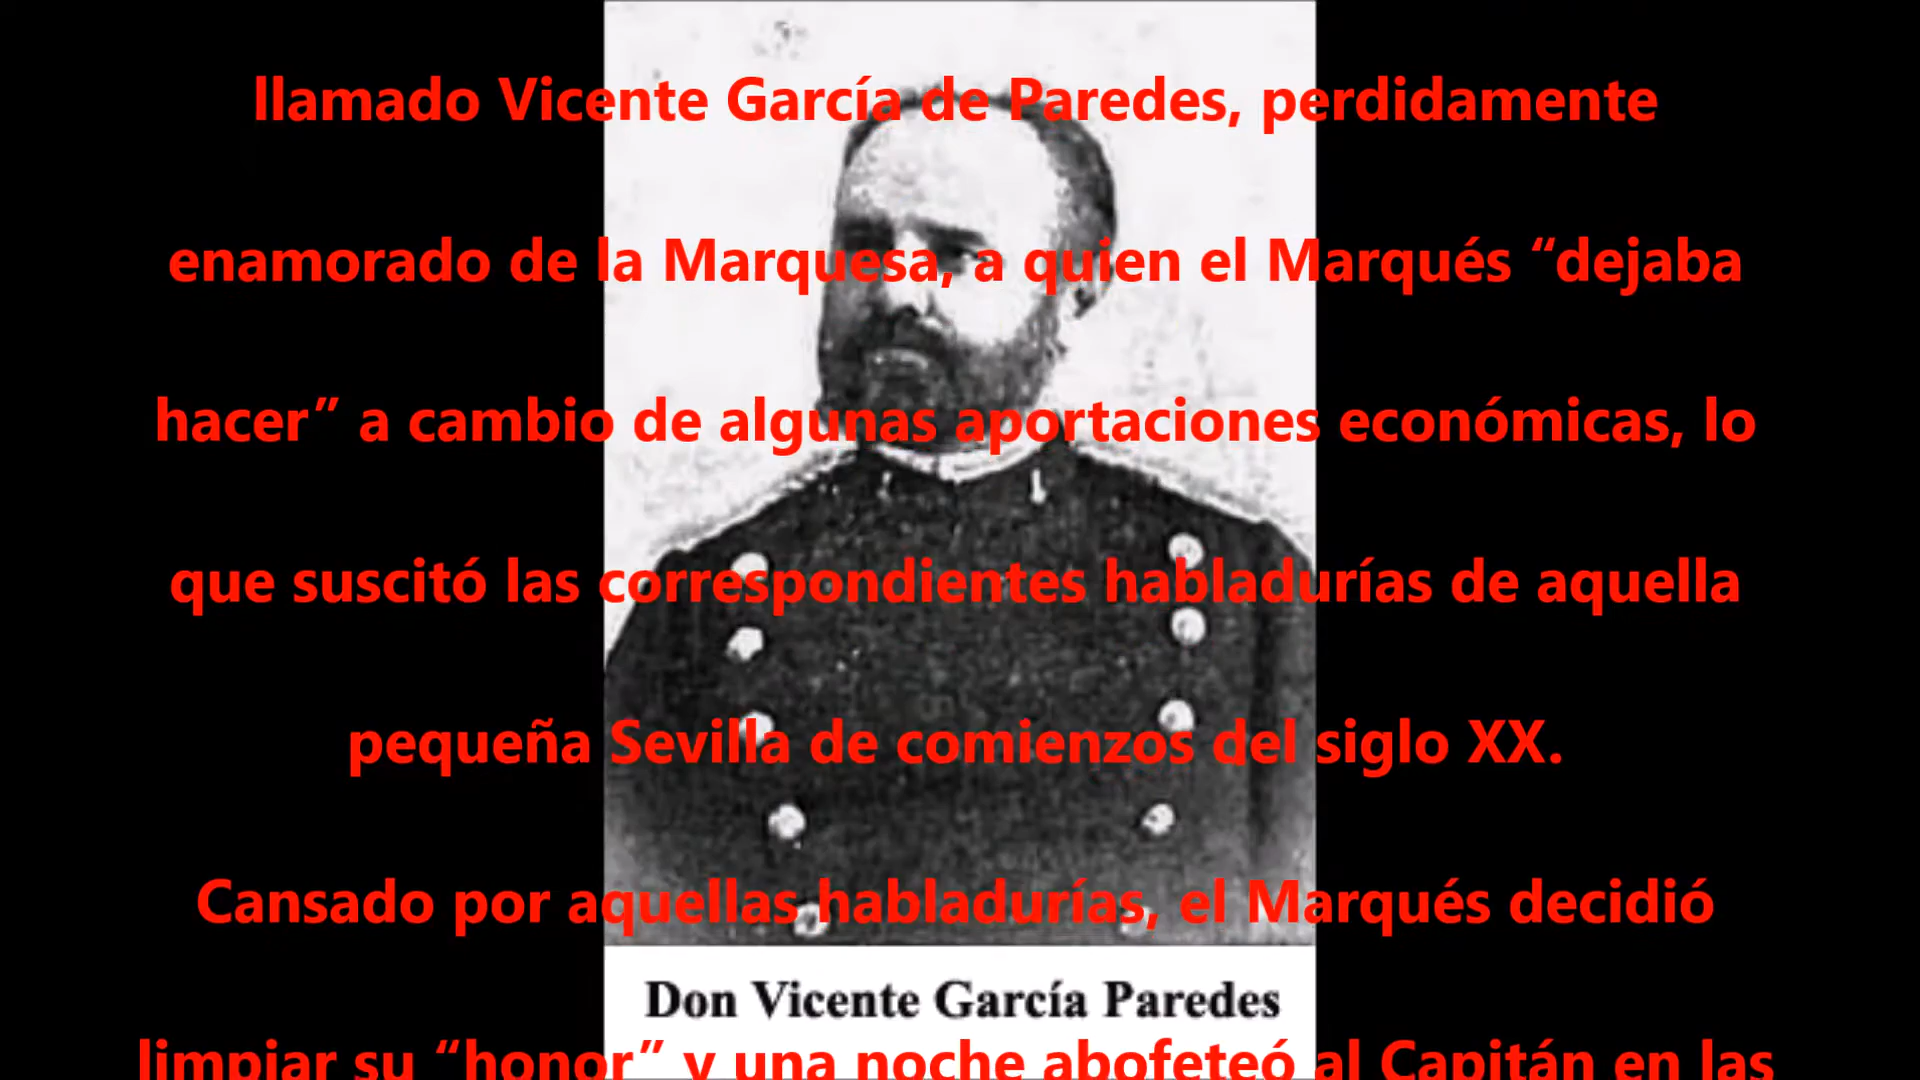 llamado Vicente García de Paredes, perdidamente
enamorado de la Marquesa, a quien el Marqués “dejaba
hacer” a cambio de algunas aportaciones económicas, lo
que suscitó las correspondientes habladurías de aquella
pequeña Sevilla de comienzos del siglo XX.
Cansado por aquellas habladurías, el Marqués decidió
Don Vicente García Paredes
limpiar su “honor” y una noche abofeteó al Capitán en las